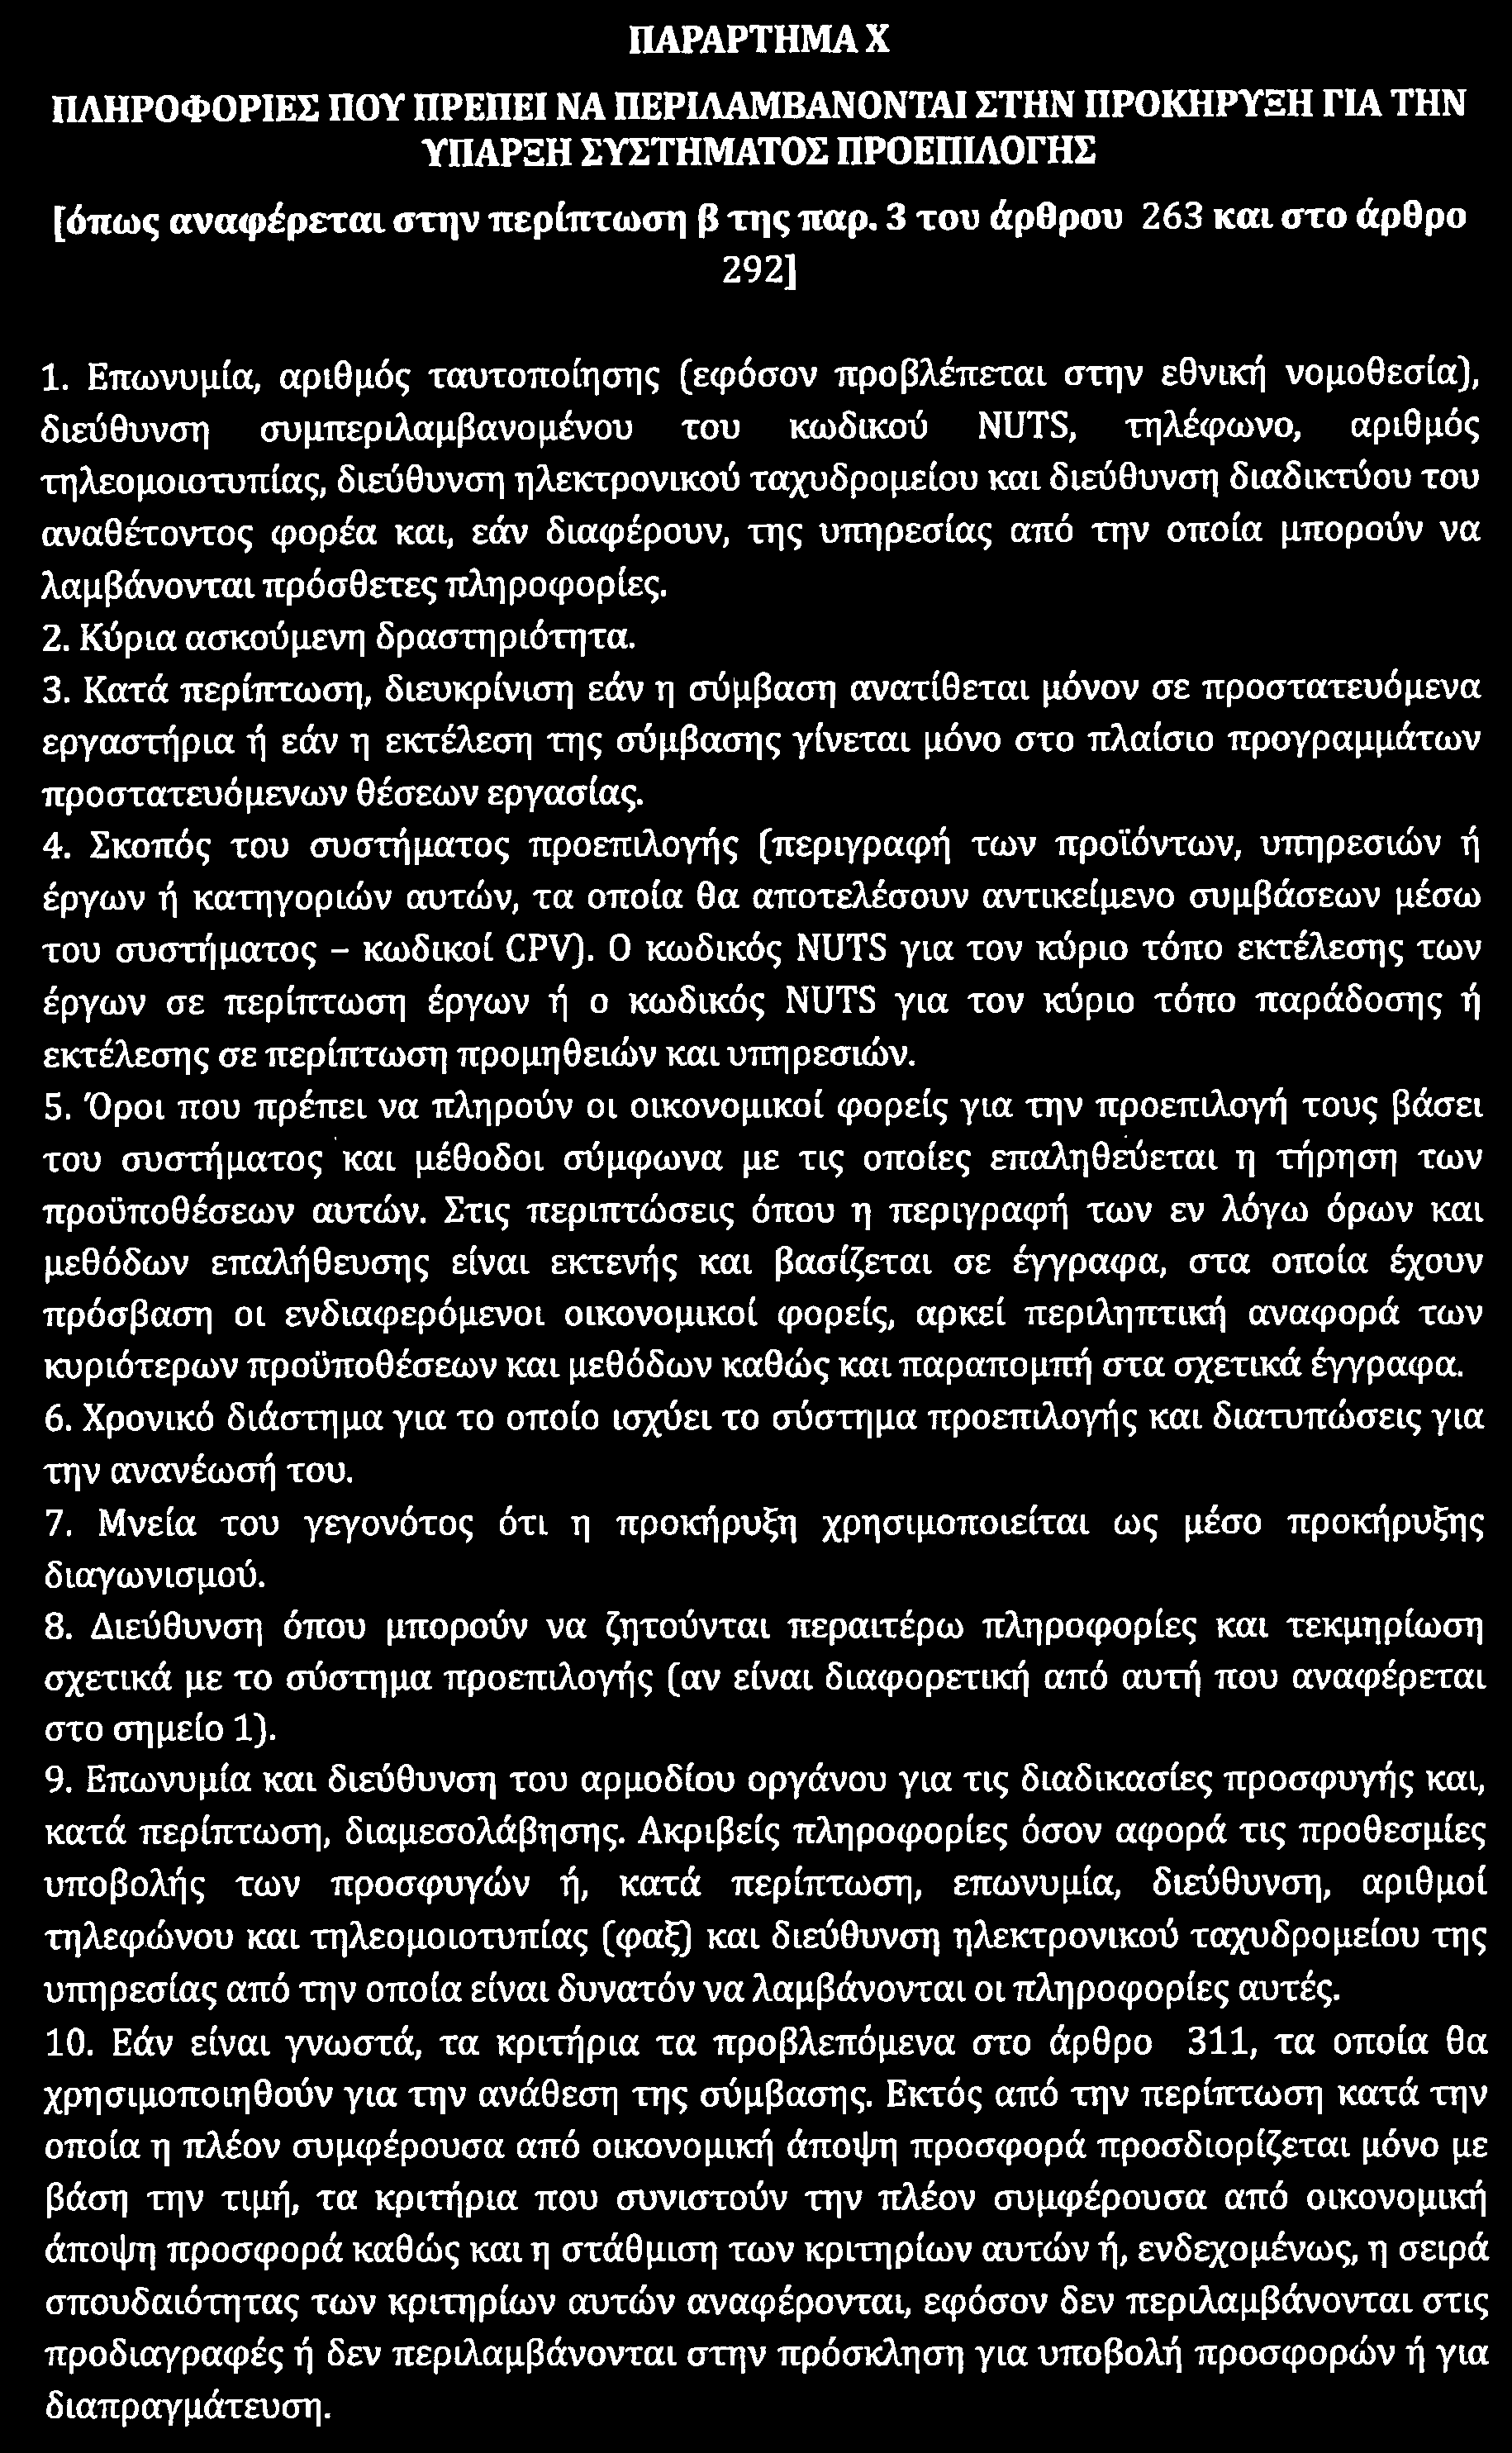 ΠΑΡΑΡΤΗΜΑ Χ
ΠΛΗΡΟΦΟΡΙΕΣ ΠΟΥ ΠΡΕΠΕΙ ΝΑ ΠΕΡΙΛΑΜΒΑΝΟΝΤΑΙ ΣΤΗΝ ΠΡΟΚΗΡΥΞΗ ΓΙΑ ΤΗΝ
ΥΠΑΡΞΗ ΣΥΣΤΗΜΑΤΟΣ ΠΡΟΕΠΙΛΟΓΗΣ
[όπως αναφέρεται στην περίπτωση β της παρ. 3 του άρθρου 263 και στο άρθρο
292]
1. Επωνυμία, αριθμός ταυτοποίησης (εφόσον προβλέπεται στην εθνική νομοθεσία),
διεύθυνση συμπεριλαμβανομένου του κωδικού NUTS, τηλέφωνο, αριθμός
τηλεομοιοτυπίας, διεύθυνση ηλεκτρονικού ταχυδρομείου και διεύθυνση διαδικτύου του
αναθέτοντος φορέα και, εάν διαφέρουν, της υπηρεσίας από την οποία μπορούν να
λαμβάνονται πρόσθετες πληροφορίες.
2. Κύρια ασκούμενη δραστηριότητα.
3. Κατά περίπτωση, διευκρίνιση εάν η σύμβαση ανατίθεται μόνον σε προστατευόμενα
εργαστήρια ή εάν η εκτέλεση της σύμβασης γίνεται μόνο στο πλαίσιο προγραμμάτων
προστατευόμενων θέσεων εργασίας.
4. Σκοπός του συστήματος προεπιλογής (περιγραφή των προϊόντων, υπηρεσιών ή
έργων ή κατηγοριών αυτών, τα οποία θα αποτελέσουν αντικείμενο συμβάσεων μέσω
του συστήματος – κωδικοί CPV). Ο κωδικός NUTS για τον κύριο τόπο εκτέλεσης των
έργων σε περίπτωση έργων ή ο κωδικός NUTS για τον κύριο τόπο παράδοσης ή
εκτέλεσης σε περίπτωση προμηθειών και υπηρεσιών.
5. Όροι που πρέπει να πληρούν οι οικονομικοί φορείς για την προεπιλογή τους βάσει
του συστήματος και μέθοδοι σύμφωνα με τις οποίες επαληθεύεται η τήρηση των
προϋποθέσεων αυτών. Στις περιπτώσεις όπου η περιγραφή των εν λόγω όρων και
μεθόδων επαλήθευσης είναι εκτενής και βασίζεται σε έγγραφα, στα οποία έχουν
πρόσβαση οι ενδιαφερόμενοι οικονομικοί φορείς, αρκεί περιληπτική αναφορά των
κυριότερων προϋποθέσεων και μεθόδων καθώς και παραπομπή στα σχετικά έγγραφα.
6. Χρονικό διάστημα για το οποίο ισχύει το σύστημα προεπιλογής και διατυπώσεις για
την ανανέωσή του.
7. Μνεία του γεγονότος ότι η προκήρυξη χρησιμοποιείται ως μέσο προκήρυξης
διαγωνισμού.
8. Διεύθυνση όπου μπορούν να ζητούνται περαιτέρω πληροφορίες και τεκμηρίωση
σχετικά με το σύστημα προεπιλογής (αν είναι διαφορετική από αυτή που αναφέρεται
στο σημείο 1).
9. Επωνυμία και διεύθυνση του αρμοδίου οργάνου για τις διαδικασίες προσφυγής και,
κατά περίπτωση, διαμεσολάβησης. Ακριβείς πληροφορίες όσον αφορά τις προθεσμίες
υποβολής των προσφυγών ή, κατά περίπτωση, επωνυμία, διεύθυνση, αριθμοί
τηλεφώνου και τηλεομοιοτυπίας (φαξ) και διεύθυνση ηλεκτρονικού ταχυδρομείου της
υπηρεσίας από την οποία είναι δυνατόν να λαμβάνονται οι πληροφορίες αυτές.
10. Εάν είναι γνωστά, τα κριτήρια τα προβλεπόμενα στο άρθρο 311, τα οποία θα
χρησιμοποιηθούν για την ανάθεση της σύμβασης. Εκτός από την περίπτωση κατά την
οποία η πλέον συμφέρουσα από οικονομική άποψη προσφορά προσδιορίζεται μόνο με
βάση την τιμή, τα κριτήρια που συνιστούν την πλέον συμφέρουσα από οικονομική
άποψη προσφορά καθώς και η στάθμιση των κριτηρίων αυτών ή, ενδεχομένως, η σειρά
σπουδαιότητας των κριτηρίων αυτών αναφέρονται, εφόσον δεν περιλαμβάνονται στις
προδιαγραφές ή δεν περιλαμβάνονται στην πρόσκληση για υποβολή προσφορών ή για
διαπραγμάτευση.